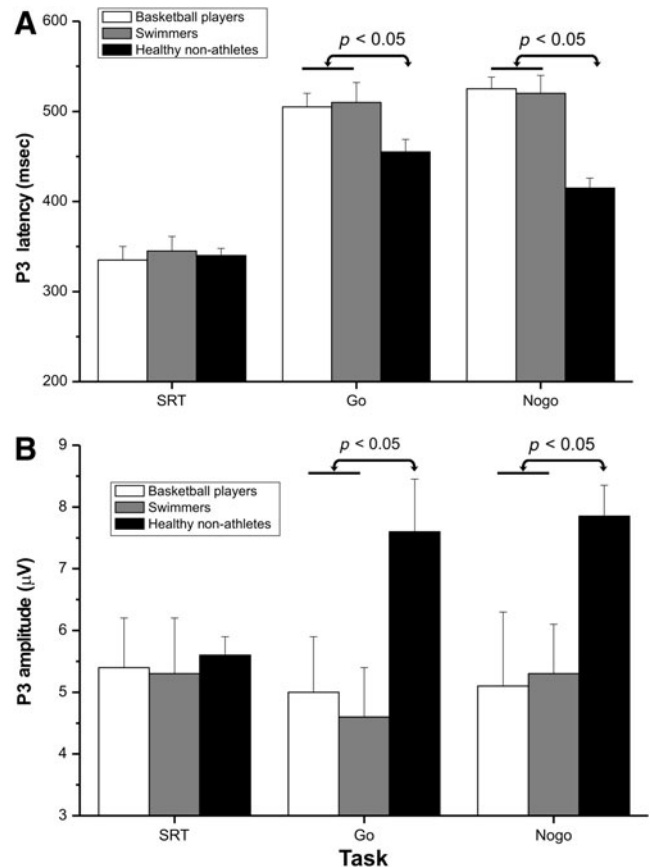 A
600
500
400
300
200
P3 latency (msec)
Basketball players
Swimmers
Healthy non-athletes
p < 0.05
p < 0.05
SRT Go Nogo
B
9
8
7
6
5
4
3
P3 amplitude (μV)
Basketball players
Swimmers
Healthy non-athletes
p < 0.05
p < 0.05
SRT Go Nogo
Task